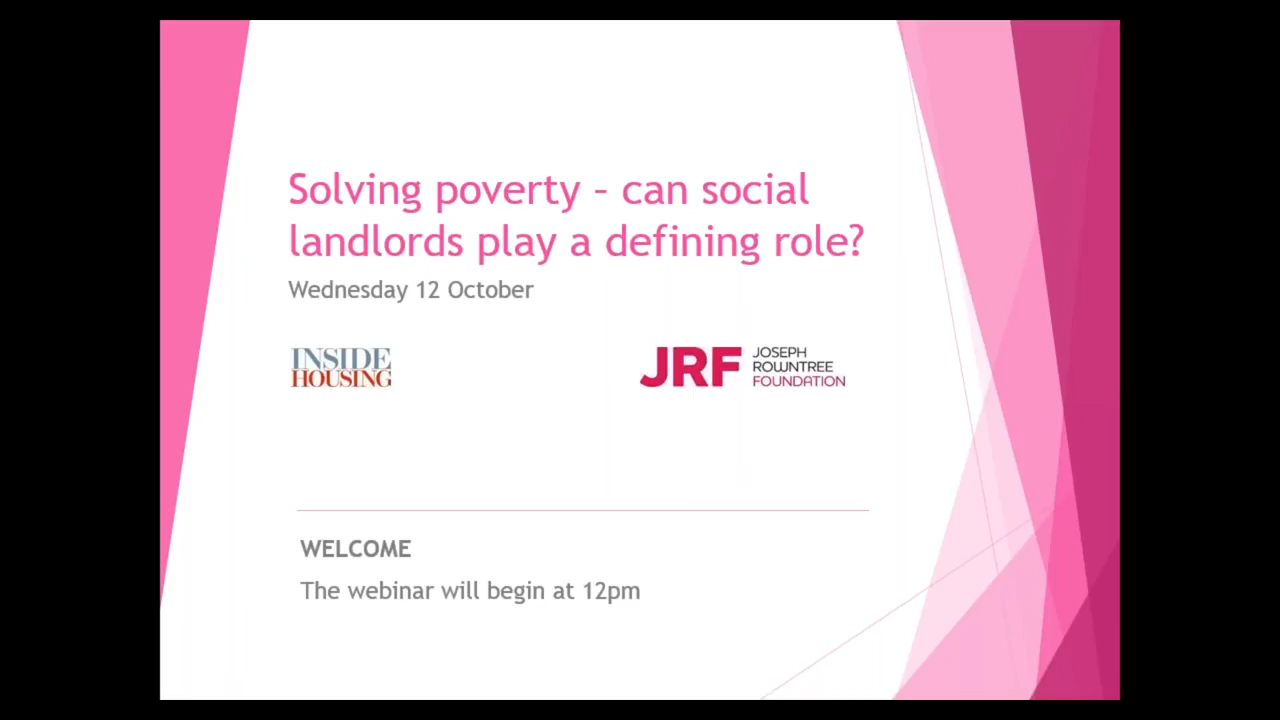 Solving poverty – can social
landlords play a defining role?
Wednesday 12 October
INSIDE
HOUSING
JRF
JOSEPH
ROWNTREE
FOUNDATION
WELCOME
The webinar will begin at 12pm